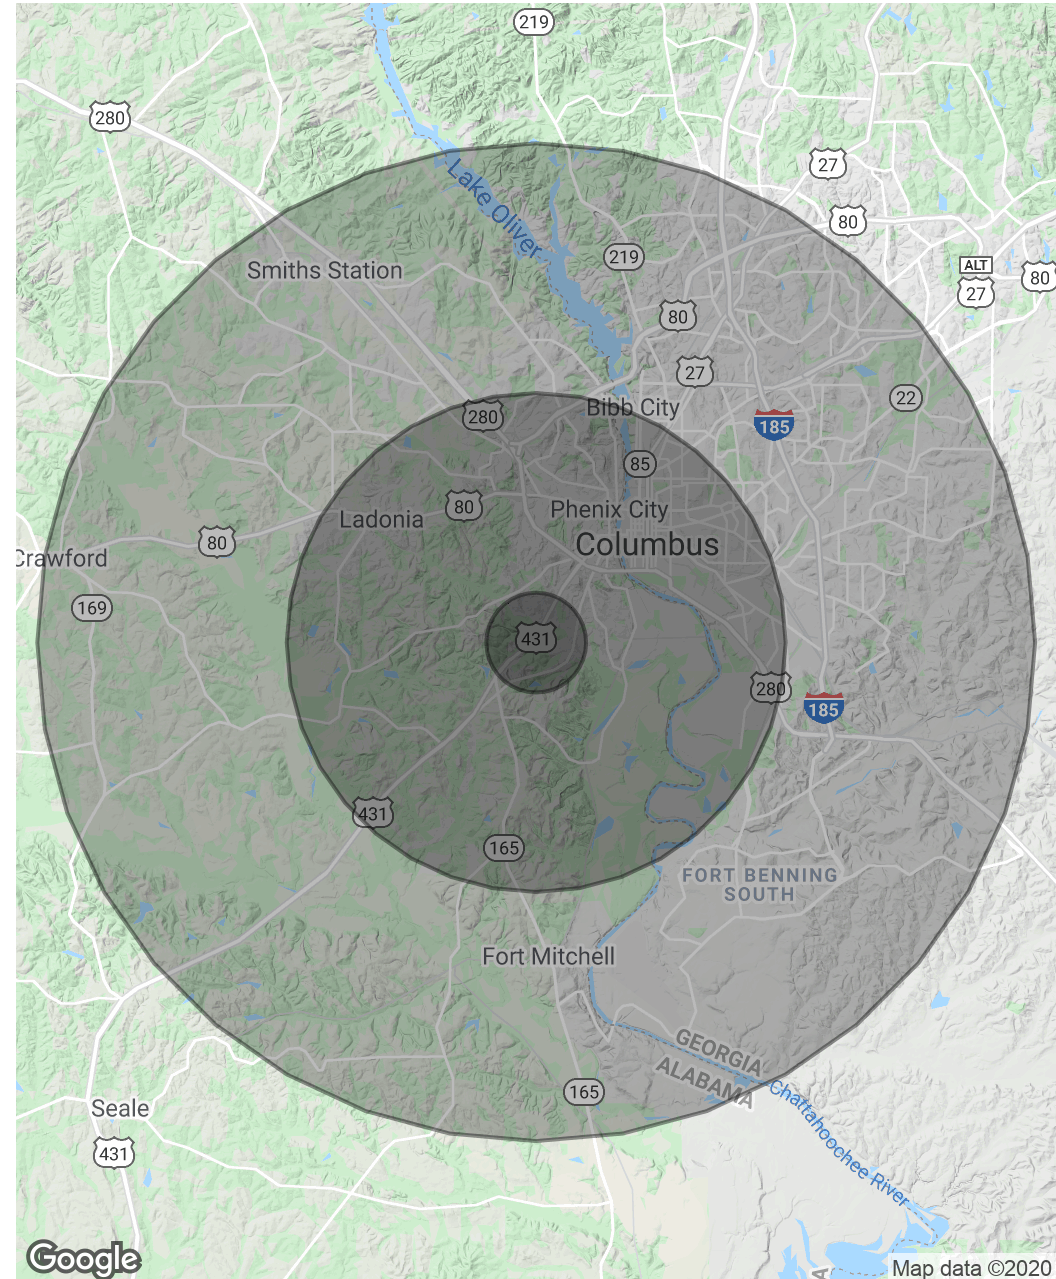 219
280
27
Lake Oliver
80
219
ALT
Smiths Station
80
27
80
27
22
Bibb City
280
185
85
80
Phenix City
Ladonia
80
Columbus
Crawford
169
431
280
185
431
165
FORT BENNING
SOUTH
Fort Mitchell
GEORGIA
ALABAMA
165
Chattahoochee River
Seale
431
Google
Map data ©2020